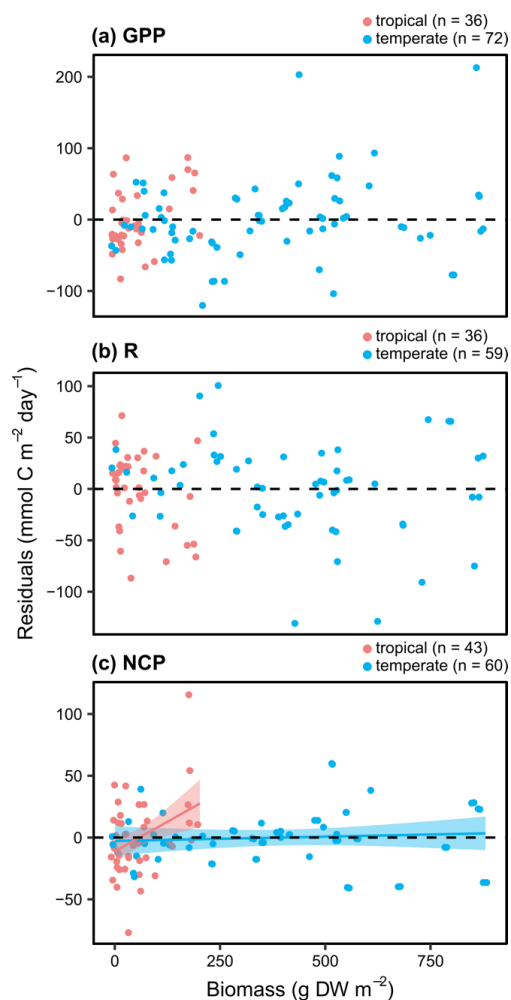 tropical (n = 36)
(a) GPP
temperate (n = 72)
200
100
0
−100
tropical (n = 36)
(b) R
temperate (n = 59)
100
50
0
−50
−100
Residuals (mmol C m⁻² day⁻¹)
tropical (n = 43)
(c) NCP
temperate (n = 60)
100
50
0
−50
0 250 500 750
Biomass (g DW m⁻²)